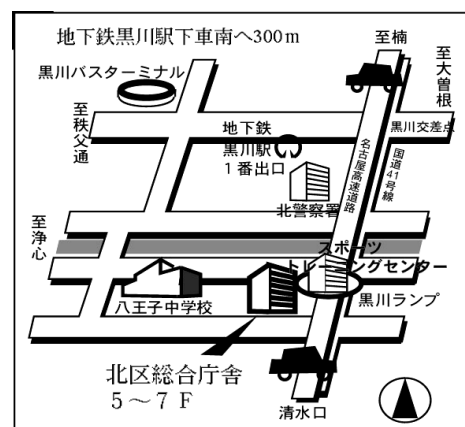 地下鉄黒川駅下車南へ300m
黒川バスターミナル
至楠
至大曽根
至秩父通
地下鉄
黒川駅
1番出口
黒川交差点
名古屋高速道路
国道41号線
北警察署
至浄心
スポーツ
トレーニングセンター
八王子中学校
黒川ランプ
北区総合庁舎
5~7F
清水口